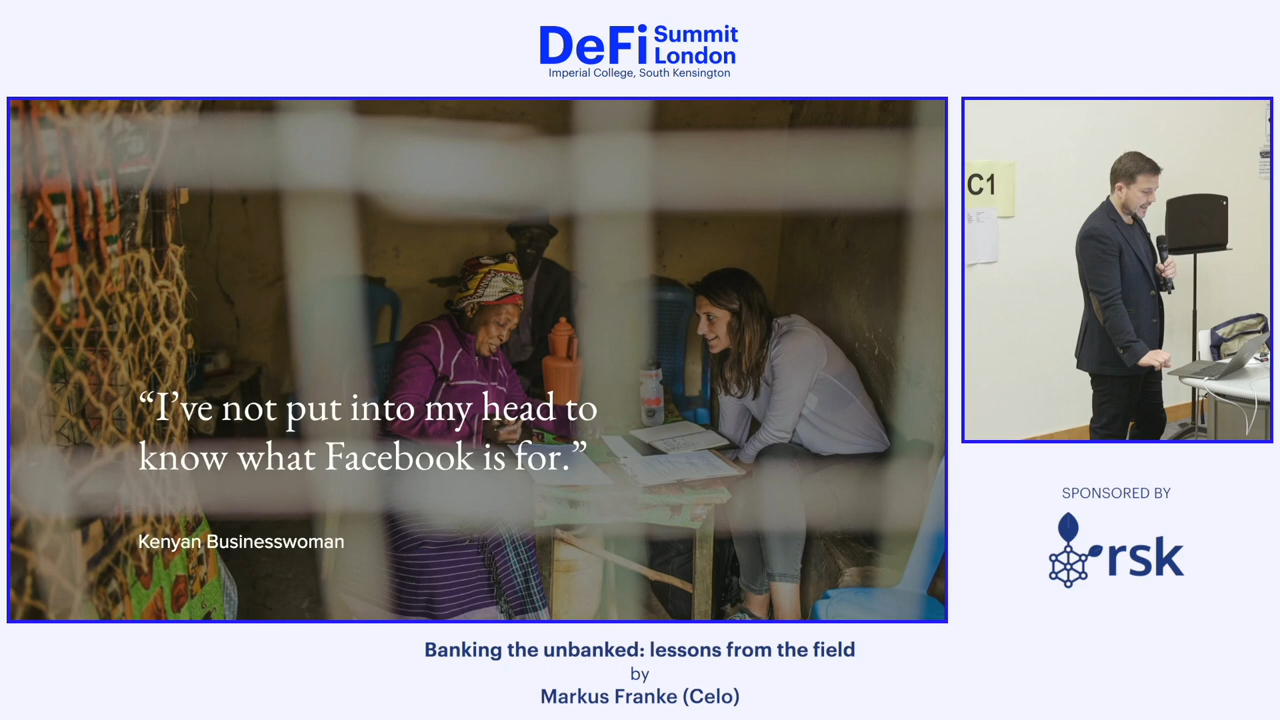 DeFi Summit
London
Imperial College, South Kensington
C1
“I’ve not put into my head to
know what Facebook is for.”
Kenyan Businesswoman
SPONSORED BY
rsk
Banking the unbanked: lessons from the field
by
Markus Franke (Celo)